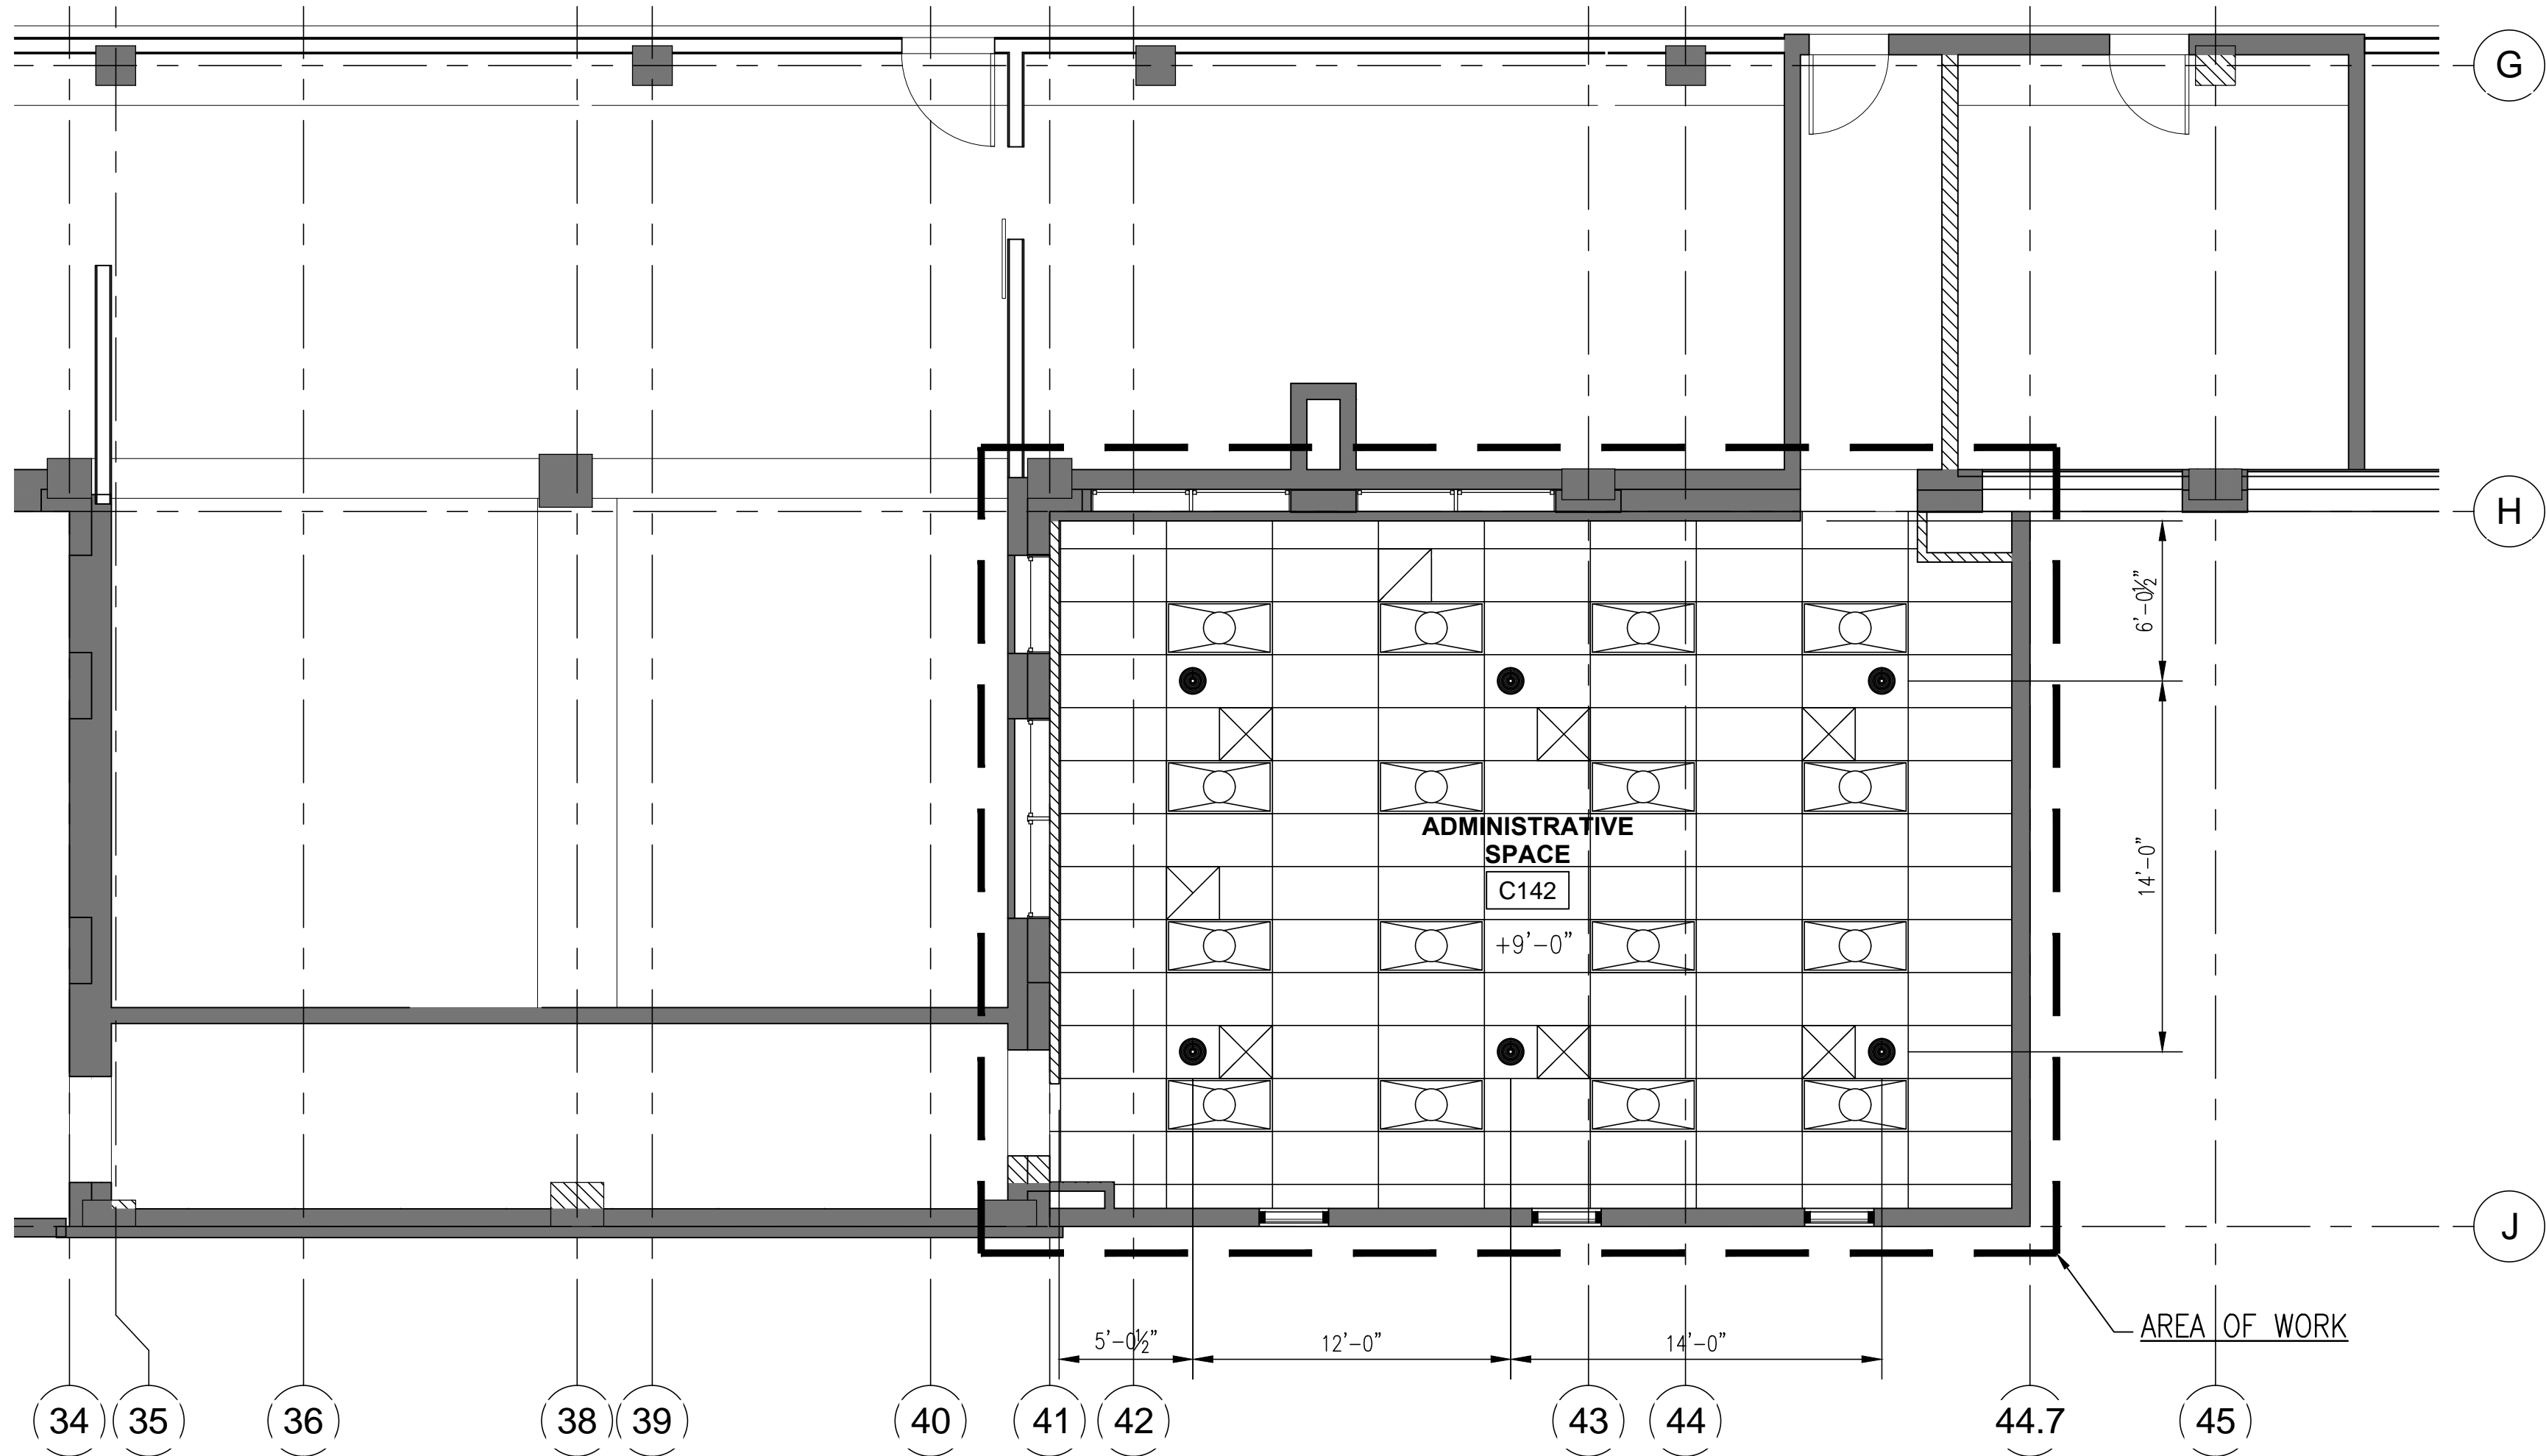 G
H
6'-0½"
14'-0"
ADMINISTRATIVE
SPACE
C142
+9'-0"
J
AREA OF WORK
5'-0½"
12'-0"
14'-0"
34
35
36
38
39
40
41
42
43
44
44.7
45